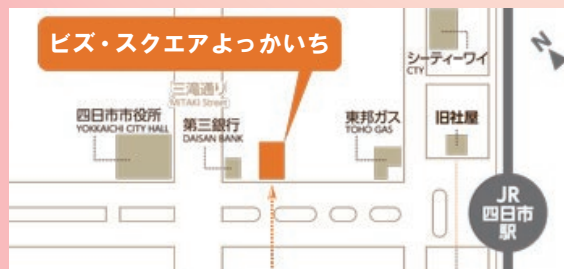 ビズ・スクエアよっかいち
シーティーワイ
CTY
N
三滝通り
MITAKI Street
四日市市役所
YOKKAICHI CITY HALL
第三銀行
DAISAN BANK
東邦ガス
TOHO GAS
旧社屋
JR
四日市
駅